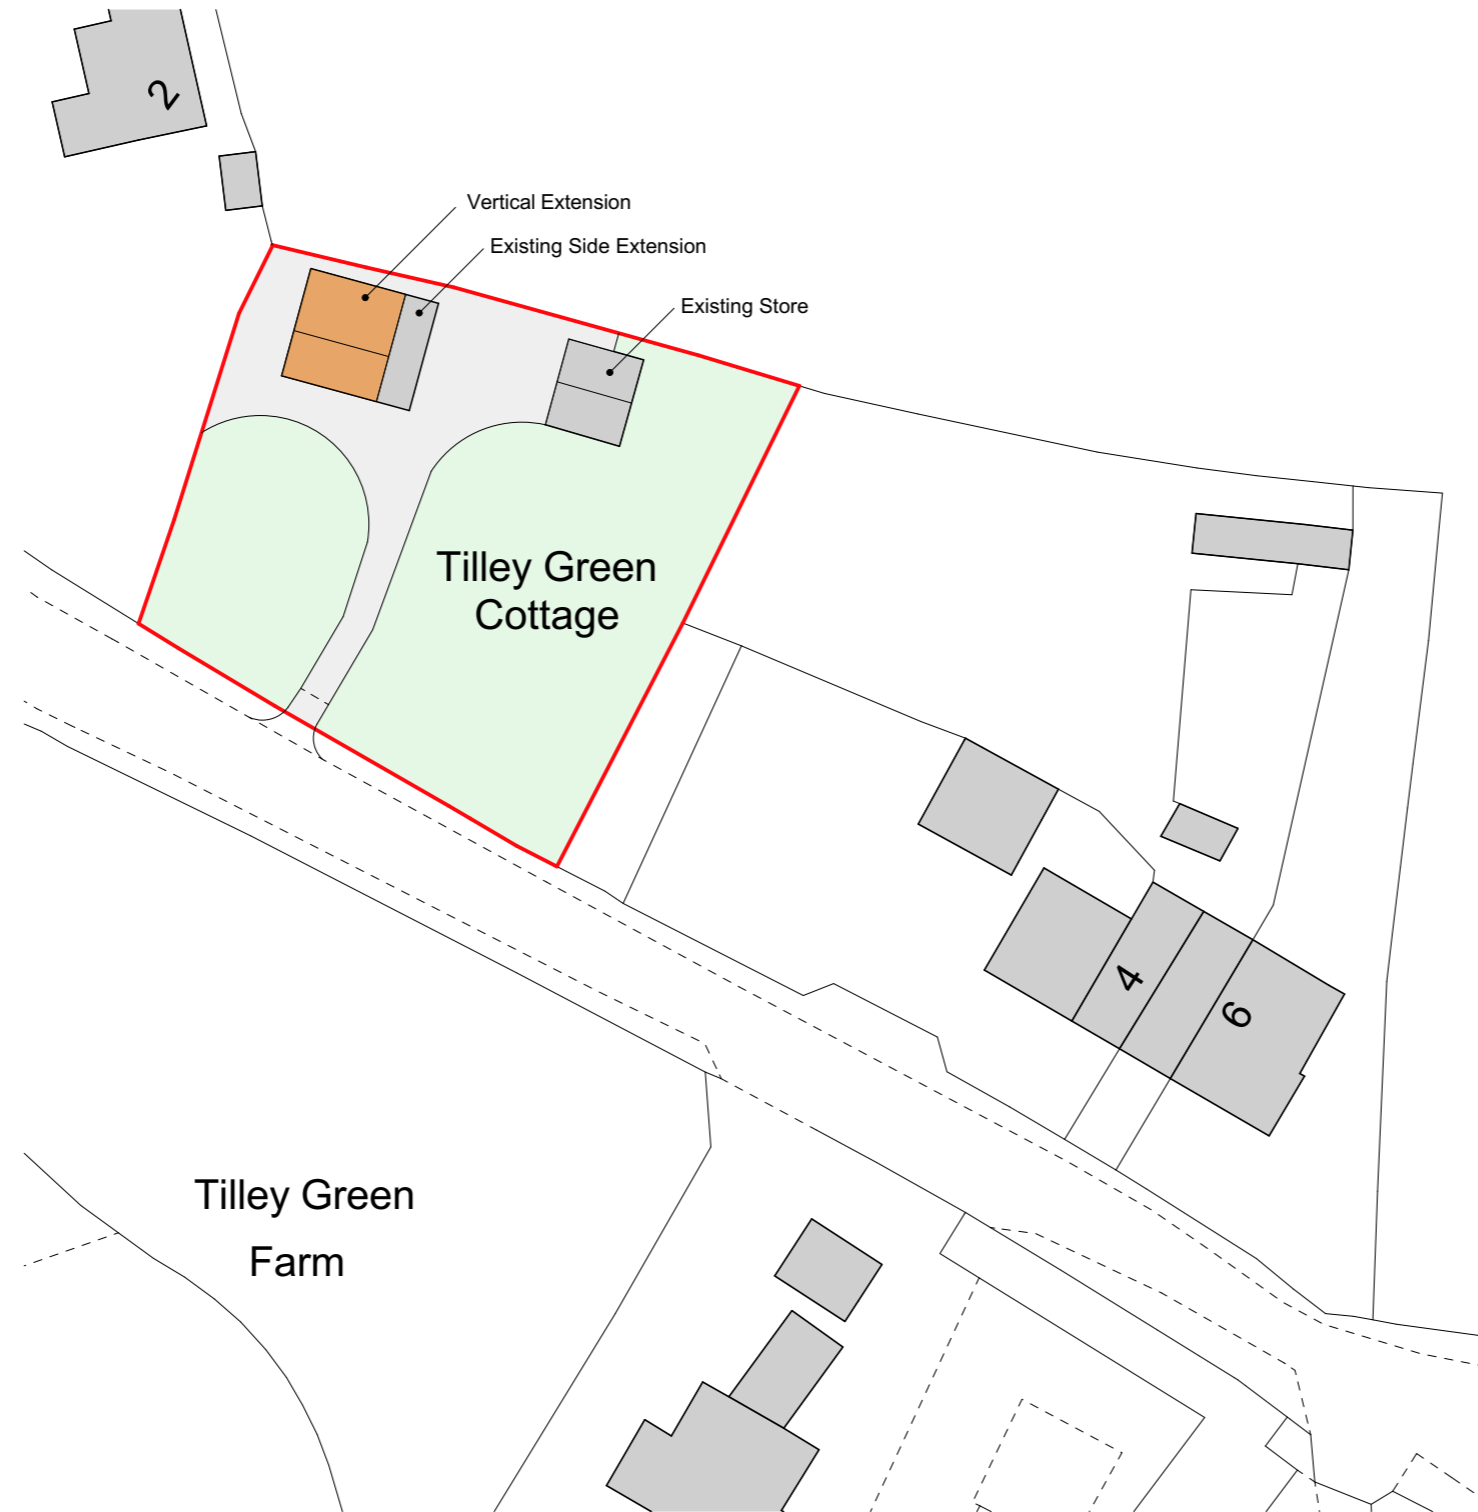 2
Vertical Extension
Existing Side Extension
Existing Store
Tilley Green
Cottage
4
6
Tilley Green
Farm